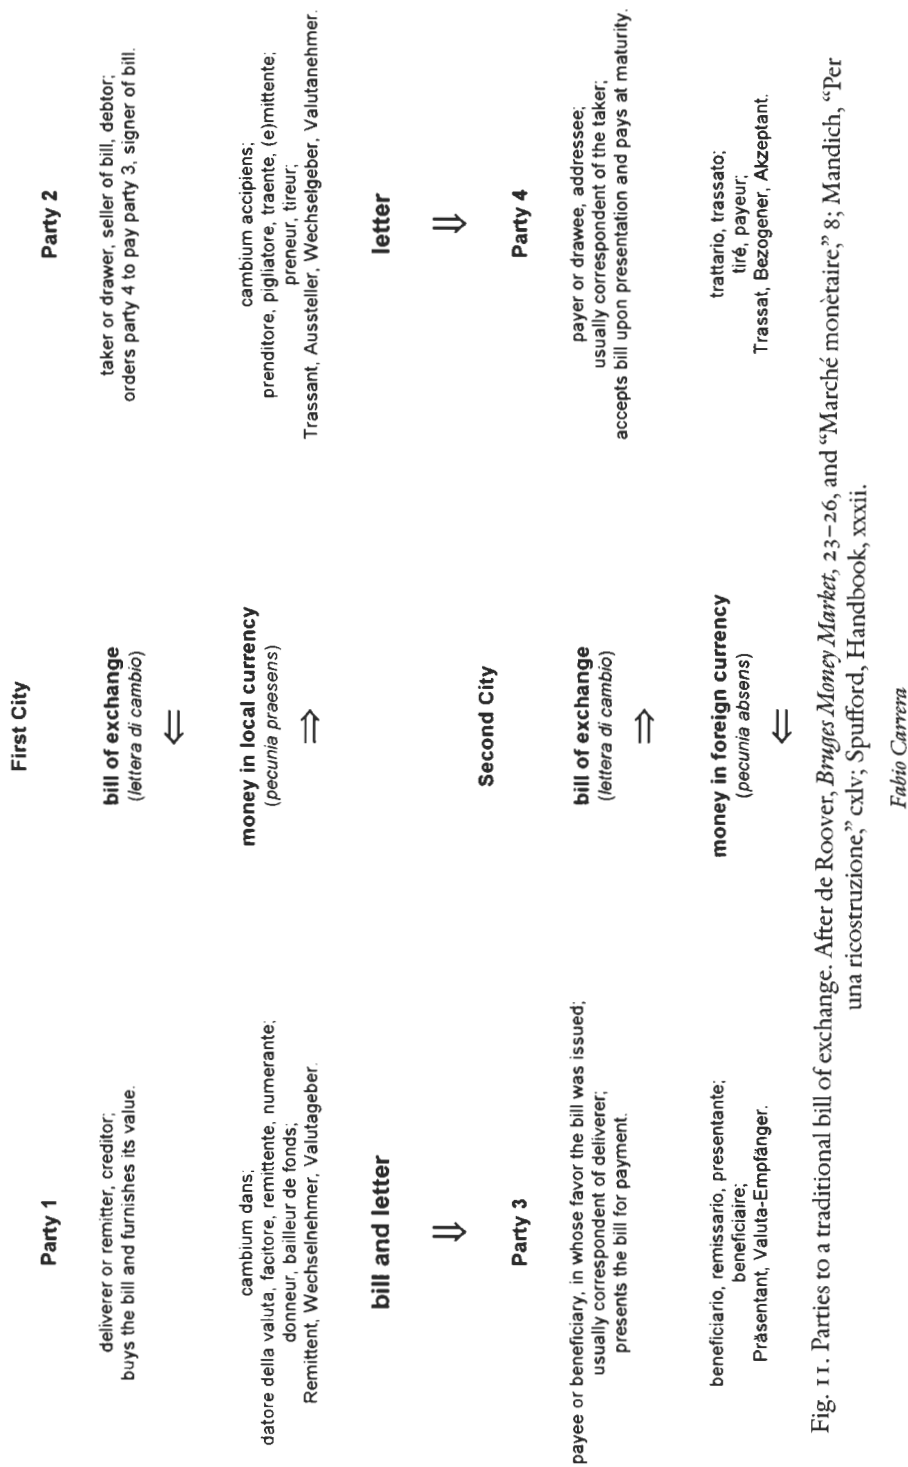 First City
Party 1
Party 2
deliverer or remitter, creditor;
buys the bill and furnishes its value.
bill of exchange
(lettera di cambio)
⇐
taker or drawer, seller of bill, debtor;
orders party 4 to pay party 3, signer of bill.
cambium dans;
datore della valuta, facitore, remittente, numerante;
donneur, bailleur de fonds;
Remittent, Wechselnehmer, Valutageber.
money in local currency
(pecunia praesens)
⇒
cambium accipiens;
prenditore, pigliatore, traente, (e)mittente;
preneur, tireur;
Trassant, Aussteller, Wechselgeber, Valutanehmer.
bill and letter
letter
⇓
⇓
Second City
Party 3
Party 4
payee or beneficiary, in whose favor the bill was issued;
usually correspondent of deliverer;
presents the bill for payment.
bill of exchange
(lettera di cambio)
⇒
payer or drawee, addressee;
usually correspondent of the taker;
accepts bill upon presentation and pays at maturity.
beneficiario, remissario, presentante;
beneficiaire;
Präsentant, Valuta-Empfänger.
money in foreign currency
(pecunia absens)
⇐
trattario, trassato;
tiré, payeur;
Trassat, Bezogener, Akzeptant.
Fig. 11. Parties to a traditional bill of exchange. After de Roover, Bruges Money Market, 23–26, and “Marché monètaire,” 8; Mandich, “Per
una ricostruzione,” cxlv; Spufford, Handbook, xxxii.
Fabio Carrera